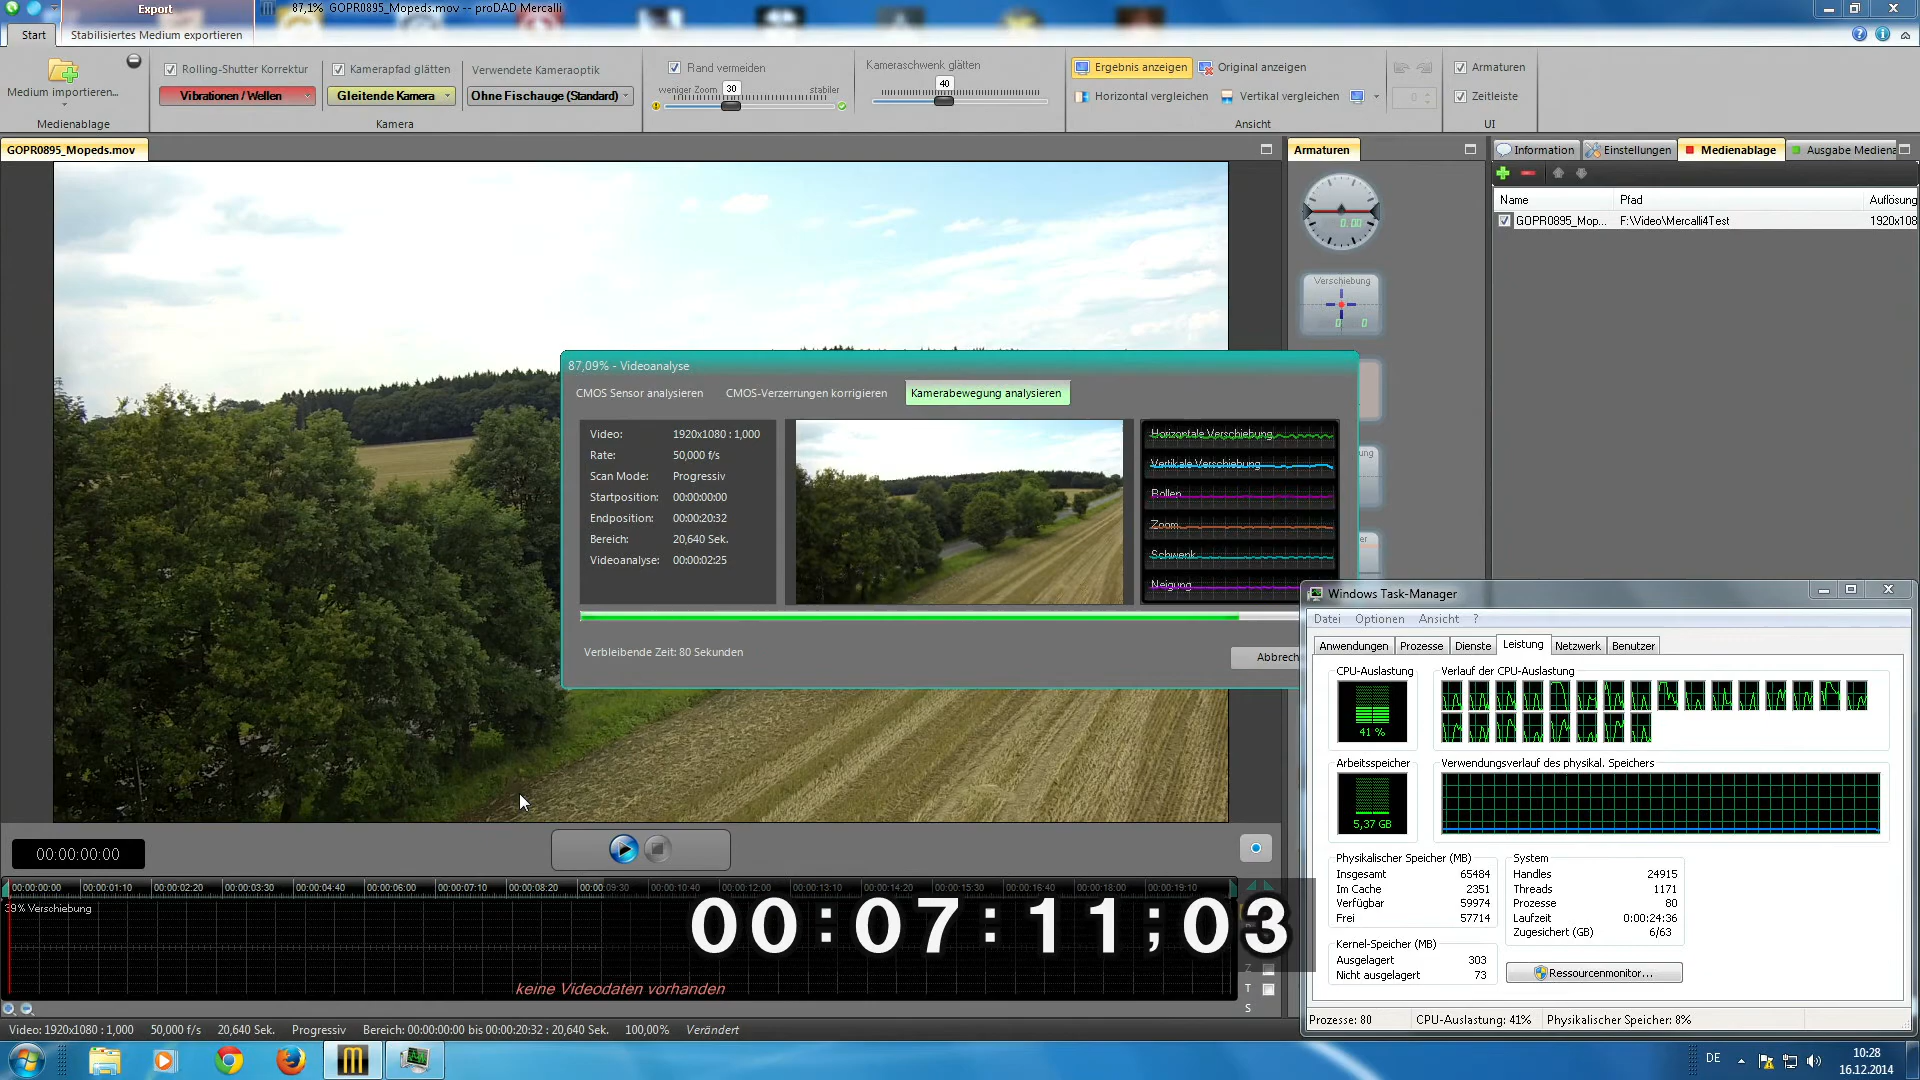 87,1% GOPR0895_Mopeds.mov -- proDAD Mercalli
Export
Start
Stabilisiertes Medium exportieren
Medium importieren...
Medienablage
Rolling-Shutter Korrektur
Vibrationen / Wellen
Kamerapfad glätten
Gleitende Kamera
Verwendete Kameraoptik
Ohne Fischauge (Standard)
Kamera
Rand vermeiden
weniger Zoom
30
stabiler
Kameraschwenk glätten
40
Ergebnis anzeigen
Original anzeigen
Horizontal vergleichen
Vertikal vergleichen
Ansicht
0
Armaturen
Zeitleiste
UI
GOPR0895_Mopeds.mov
Armaturen
0.00
Verschiebung
0 0
Information
Einstellungen
Medienablage
Ausgabe Mediena
Name
Pfad
Auflösung
GOPR0895_Mop...
F:\Video\Mercalli4Test
1920x108
87,09% - Videoanalyse
CMOS Sensor analysieren
CMOS-Verzerrungen korrigieren
Kamerabewegung analysieren
Video: 1920x1080 : 1,000
Rate: 50,000 f/s
Scan Mode: Progressiv
Startposition: 00:00:00:00
Endposition: 00:00:20:32
Bereich: 20,640 Sek.
Videoanalyse: 00:00:02:25
Horizontale Verschiebung
Vertikale Verschiebung
Rollen
Zoom
Schwenk
Neigung
Verbleibende Zeit: 80 Sekunden
Abbrech
Windows Task-Manager
Datei Optionen Ansicht ?
Anwendungen Prozesse Dienste Leistung Netzwerk Benutzer
CPU-Auslastung
41 %
Verlauf der CPU-Auslastung
Arbeitsspeicher
5,37 GB
Verwendungsverlauf des physikal. Speichers
Physikalischer Speicher (MB)
Insgesamt 65484
Im Cache 2351
Verfügbar 59974
Frei 57714
Kernel-Speicher (MB)
Ausgelagert 303
Nicht ausgelagert 73
System
Handles 24915
Threads 1171
Prozesse 80
Laufzeit 0:00:24:36
Zugesichert (GB) 6/63
Ressourcenmonitor...
Prozesse: 80
CPU-Auslastung: 41%
Physikalischer Speicher: 8%
00:00:00:00
00:00:00:00 00:00:01:10 00:00:02:20 00:00:03:30 00:00:04:40 00:00:06:00 00:00:07:10 00:00:08:20 00:00:09:30 00:00:10:40 00:00:12:00 00:00:13:10 00:00:14:20 00:00:15:30 00:00:16:40 00:00:18:00 00:00:19:10
39% Verschiebung
00:07:11;03
keine Videodaten vorhanden
Z
T
S
Video: 1920x1080 : 1,000 50,000 f/s 20,640 Sek. Progressiv Bereich: 00:00:00:00 bis 00:00:20:32 : 20,640 Sek. 100,00% Verändert
DE
10:28
16.12.2014